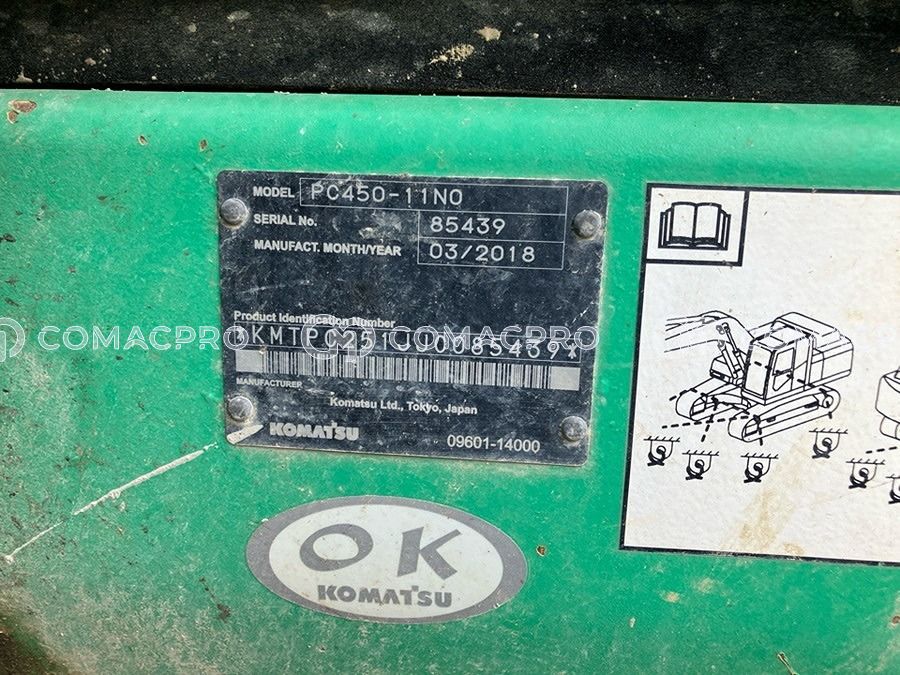 MODEL PC450-11N0
SERIAL No. 85439
MANUFACT. MONTH/YEAR 03/2018
Product Identification Number
COMACPRO COMACPRO COMACPRO
MANUFACTURER
Komatsu Ltd., Tokyo, Japan
KOMATSU 09601-14000
OK
KOMATSU